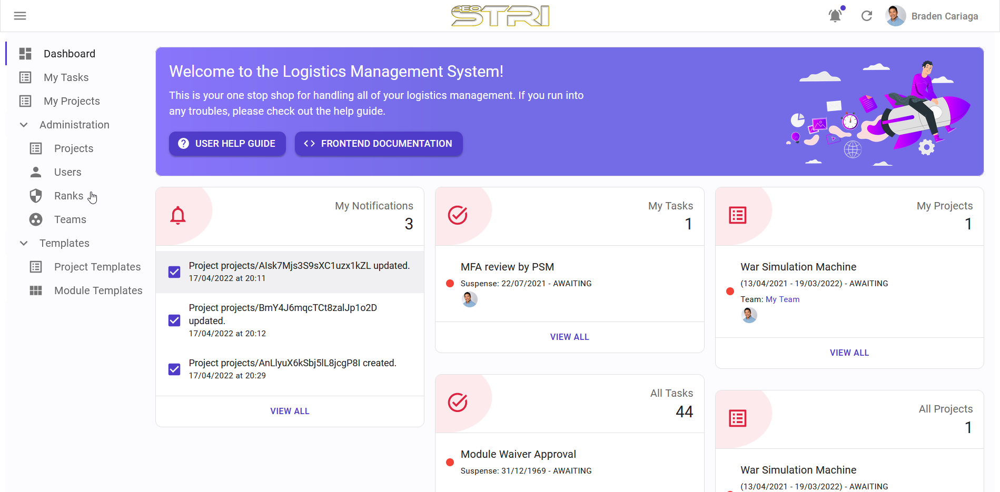 PEO
STRI
Braden Cariaga
Dashboard
My Tasks
My Projects
Administration
Projects
Users
Ranks
Teams
Templates
Project Templates
Module Templates
Welcome to the Logistics Management System!
This is your one stop shop for handling all of your logistics management. If you run into
any troubles, please check out the help guide.
USER HELP GUIDE
FRONTEND DOCUMENTATION
My Notifications
3
Project projects/AIsk7Mjs3S9sXC1uzx1kZL updated.
17/04/2022 at 20:11
Project projects/BmY4J6mqcTCt8zalJp1o2D
updated.
17/04/2022 at 20:12
Project projects/AnLlyuX6kSbj5lL8jcgP8I created.
17/04/2022 at 20:29
VIEW ALL
My Tasks
1
MFA review by PSM
Suspense: 22/07/2021 - AWAITING
VIEW ALL
All Tasks
44
Module Waiver Approval
Suspense: 31/12/1969 - AWAITING
My Projects
1
War Simulation Machine
(13/04/2021 - 19/03/2022) - AWAITING
Team: My Team
VIEW ALL
All Projects
1
War Simulation Machine
(13/04/2021 - 19/03/2022) - AWAITING